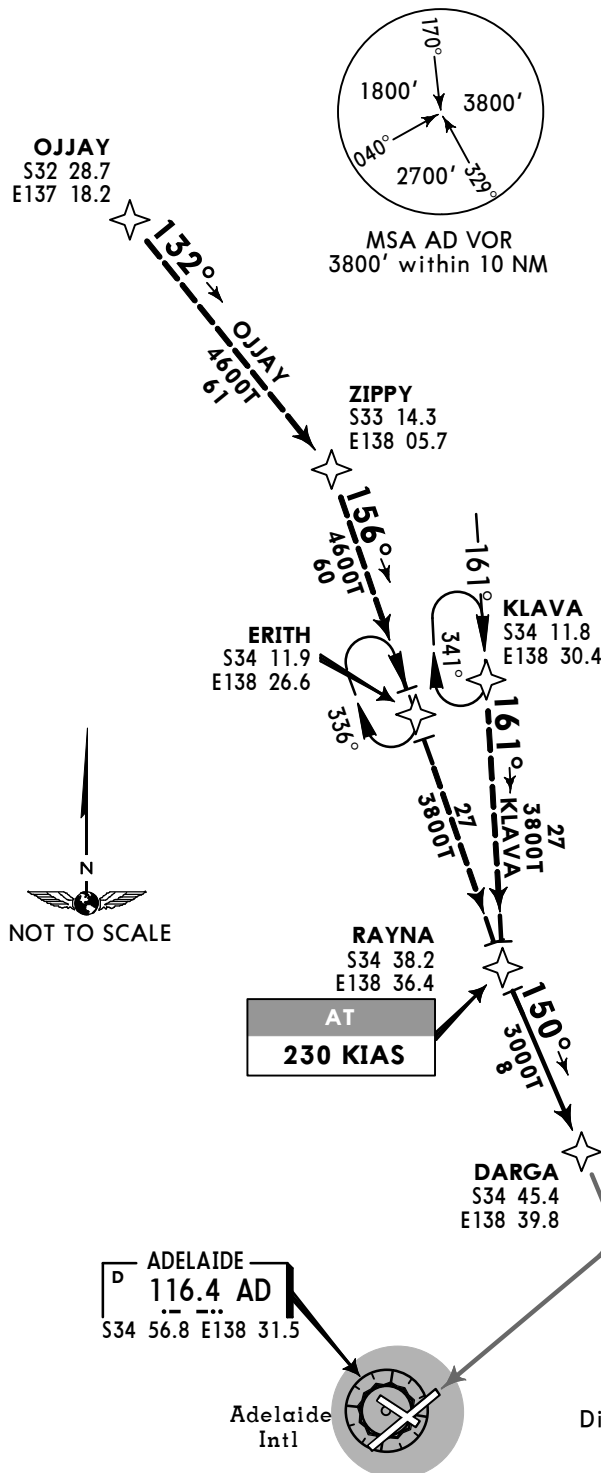 170°
1800'
3800'
040°
2700'
329°
MSA AD VOR
3800' within 10 NM
OJJAY
S32 28.7
E137 18.2
132°
OJJAY
4600T
61
ZIPPY
S33 14.3
E138 05.7
156°
4600T
60
161°
KLAVA
S34 11.8
E138 30.4
341°
ERITH
S34 11.9
E138 26.6
336°
161°
27
3800T
KLAVA
27
3800T
N
NOT TO SCALE
RAYNA
S34 38.2
E138 36.4
AT
230 KIAS
150°
3000T
8
DARGA
S34 45.4
E138 39.8
ADELAIDE
D 116.4 AD
S34 56.8 E138 31.5
Adelaide
Intl
Di